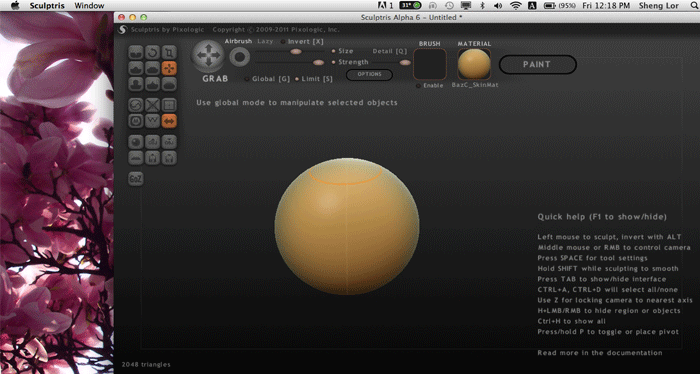 Sculptris Window 1 31° (95%) Fri 12:18 PM Sheng Lor
Sculptris Alpha 6 – Untitled *
Sculptris by Pixologic Copyright © 2009-2011 Pixologic, Inc.
Airbrush Lazy Invert [X]
Size Detail [Q]
Strength
GRAB Global [G] Limit [S] OPTIONS
BRUSH
Enable
MATERIAL
BazC_SkinMat
PAINT
Use global mode to manipulate selected objects
GoZ
Quick help (F1 to show/hide)
Left mouse to sculpt, invert with ALT
Middle mouse or RMB to control camera
Press SPACE for tool settings
Hold SHIFT while sculpting to smooth
Press TAB to show/hide interface
CTRL+A, CTRL+D will select all/none
Use Z for locking camera to nearest axis
H+LMB/RMB to hide region or objects
Ctrl+H to show all
Press/hold P to toggle or place pivot
Read more in the documentation
2048 triangles